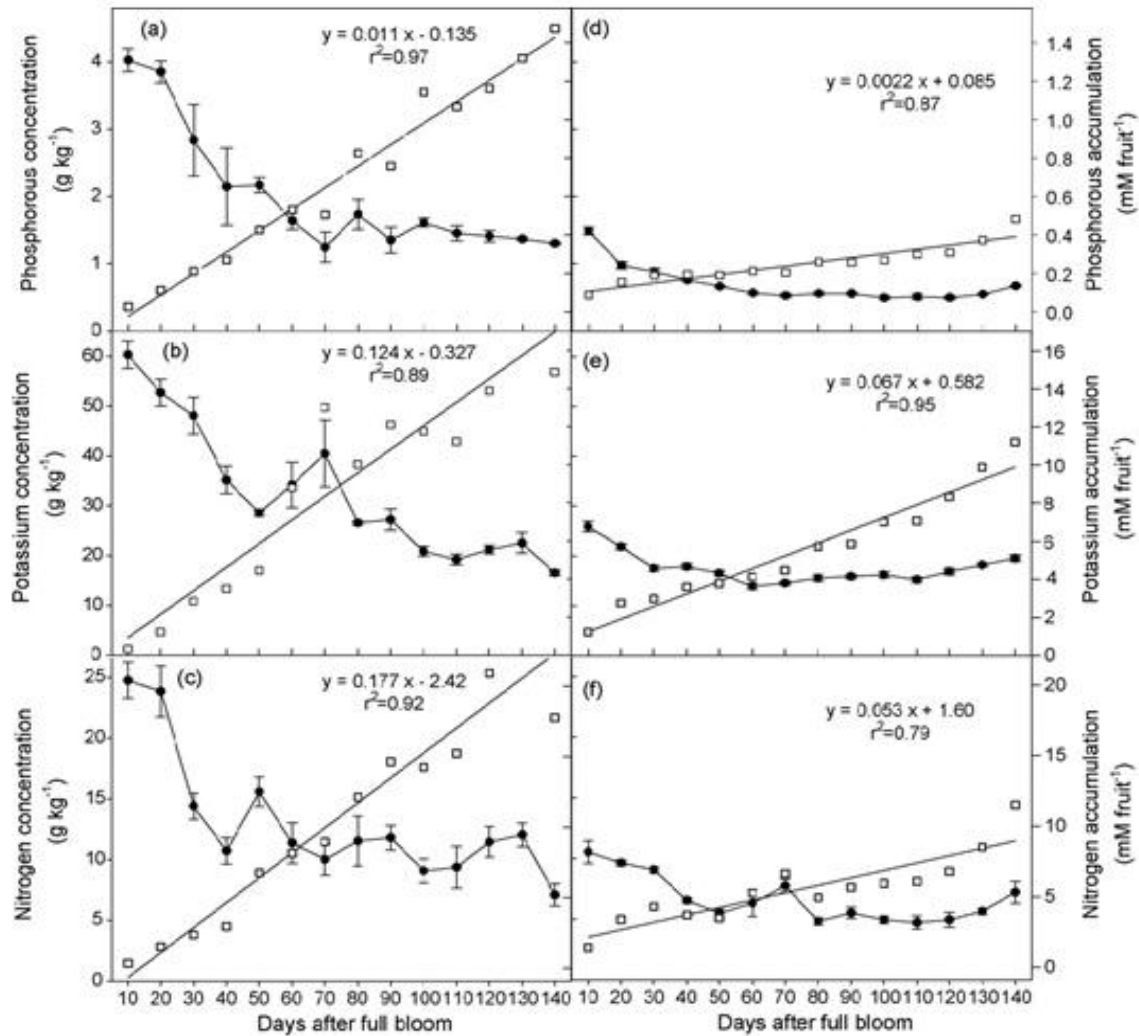 (a)
y = 0.011 x - 0.135
r²=0.97
4
3
2
1
0
Phosphorous concentration
(g kg⁻¹)
(d)
y = 0.0022 x + 0.085
r²=0.87
1.4
1.2
1.0
0.8
0.6
0.4
0.2
0.0
Phosphorous accumulation
(mM fruit⁻¹)
(b)
y = 0.124 x - 0.327
r²=0.89
60
50
40
30
20
10
0
Potassium concentration
(g kg⁻¹)
(e)
y = 0.067 x + 0.582
r²=0.95
16
14
12
10
8
6
4
2
0
Potassium accumulation
(mM fruit⁻¹)
(c)
y = 0.177 x - 2.42
r²=0.92
25
20
15
10
5
0
Nitrogen concentration
(g kg⁻¹)
(f)
y = 0.053 x + 1.60
r²=0.79
20
15
10
5
0
Nitrogen accumulation
(mM fruit⁻¹)
10 20 30 40 50 60 70 80 90 100 110 120 130 140
Days after full bloom
10 20 30 40 50 60 70 80 90 100 110 120 130 140
Days after full bloom